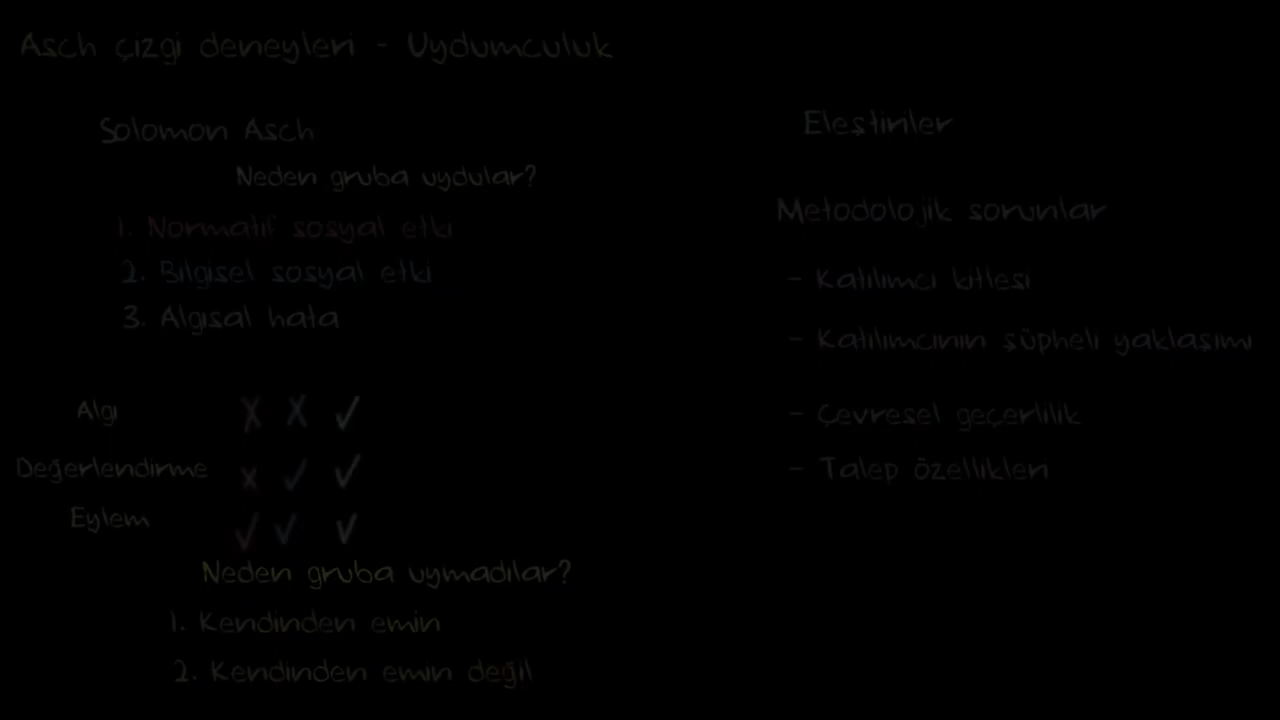 Asch çizgi deneyleri - Uydumculuk
Solomon Asch
Neden gruba uydular?
1. Normatif sosyal etki
2. Bilgisel sosyal etki
3. Algısal hata
Algı X X ✓
Değerlendirme X ✓ ✓
Eylem ✓ ✓ ✓
Neden gruba uymadılar?
1. Kendinden emin
2. Kendinden emin değil
Eleştiriler
Metodolojik sorunlar
- Katılımcı kitlesi
- Katılımcının şüpheli yaklaşımı
- Çevresel geçerlilik
- Talep özellikleri